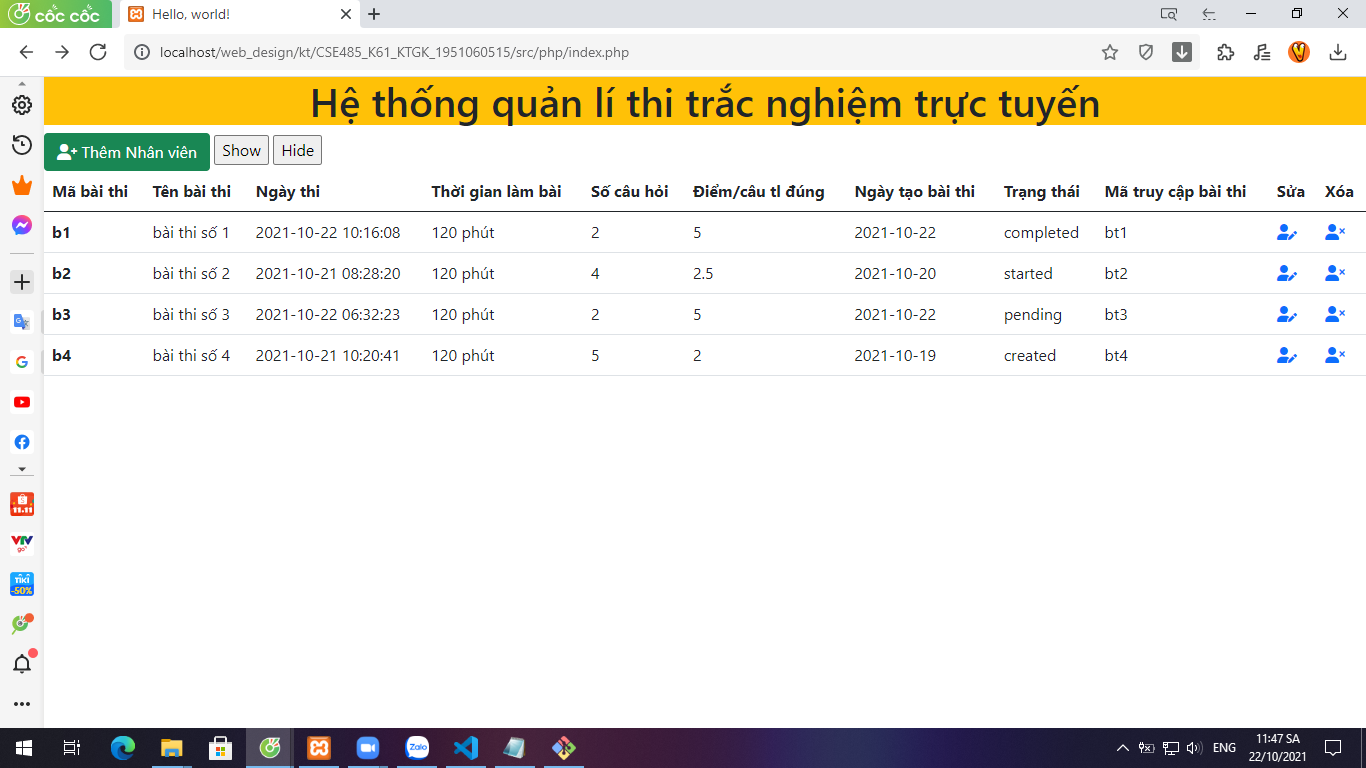 cốc cốc
Hello, world!
localhost/web_design/kt/CSE485_K61_KTGK_1951060515/src/php/index.php
Hệ thống quản lí thi trắc nghiệm trực tuyến
Thêm Nhân viên Show Hide
Mã bài thi Tên bài thi Ngày thi Thời gian làm bài Số câu hỏi Điểm/câu tl đúng Ngày tạo bài thi Trạng thái Mã truy cập bài thi Sửa Xóa
b1 bài thi số 1 2021-10-22 10:16:08 120 phút 2 5 2021-10-22 completed bt1
b2 bài thi số 2 2021-10-21 08:28:20 120 phút 4 2.5 2021-10-20 started bt2
b3 bài thi số 3 2021-10-22 06:32:23 120 phút 2 5 2021-10-22 pending bt3
b4 bài thi số 4 2021-10-21 10:20:41 120 phút 5 2 2021-10-19 created bt4
11.11
VTV
go
TIKI
-50%
Zalo
ENG
11:47 SA
22/10/2021